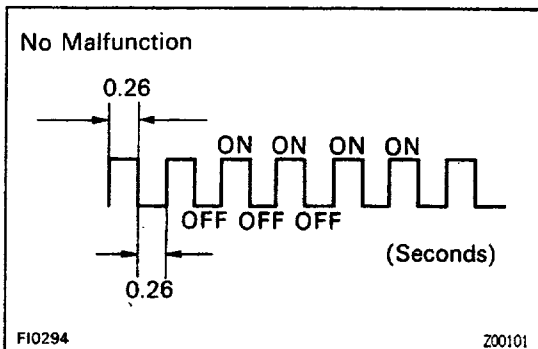 No Malfunction
0.26
ON ON ON ON
OFF OFF OFF
(Seconds)
0.26
FI0294 Z00101